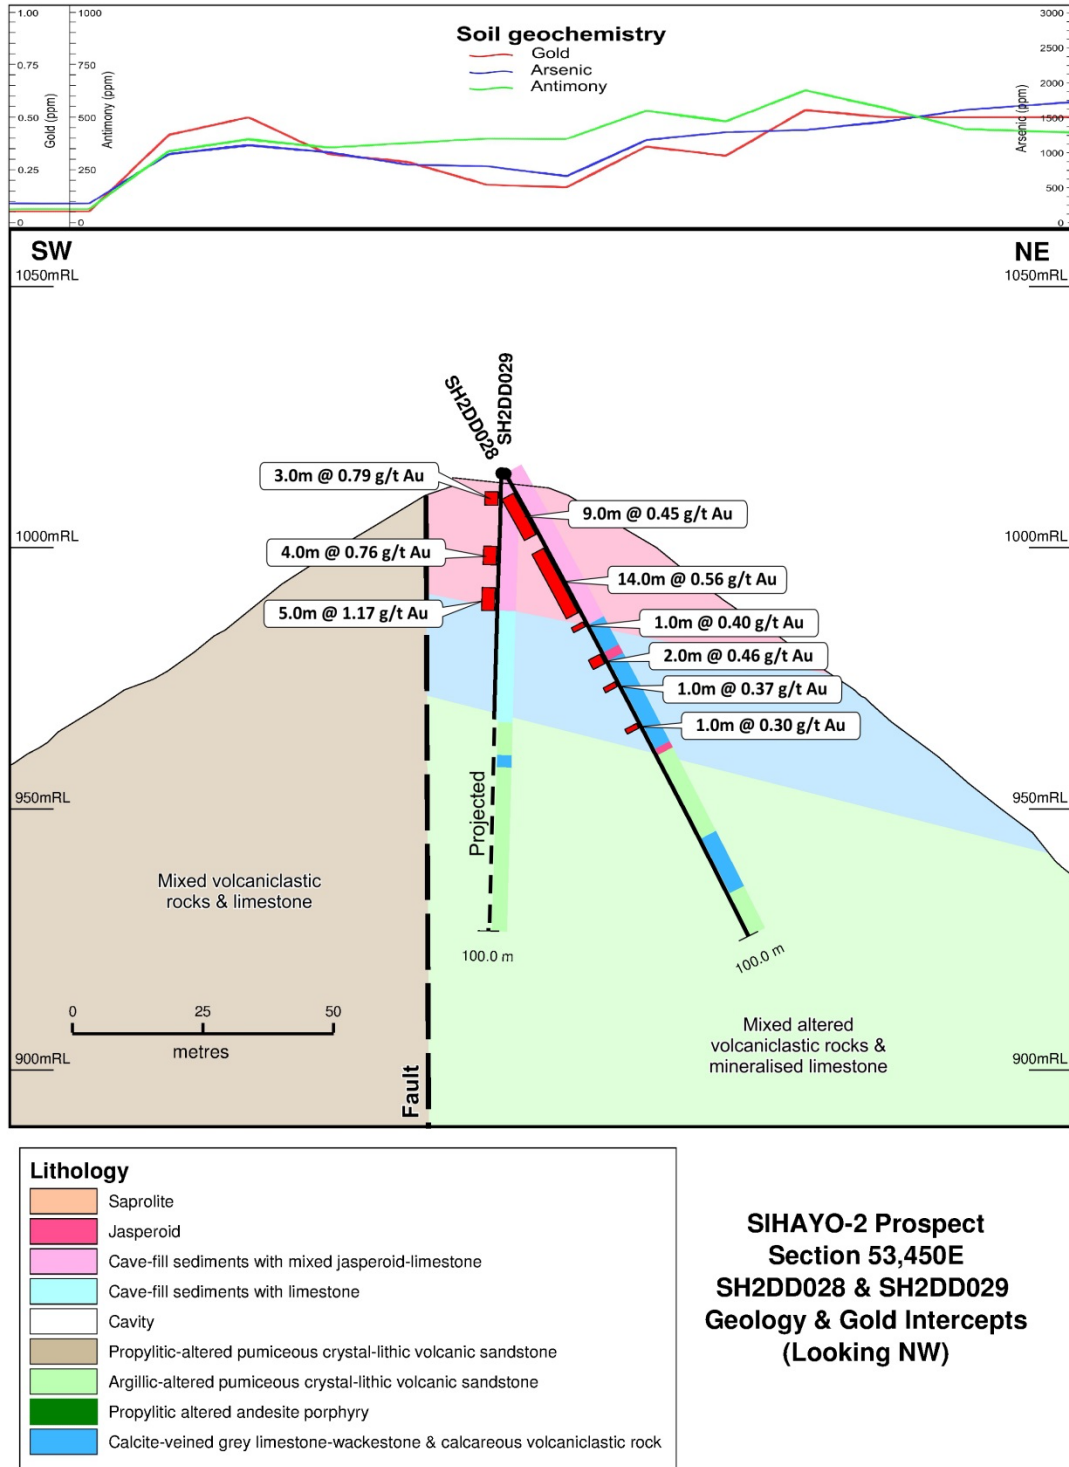 Soil geochemistry
Gold
Arsenic
Antimony
1.00
0.75
0.50
0.25
0
Gold (ppm)
1000
750
500
250
0
Antimony (ppm)
3000
2500
2000
1500
1000
500
0
Arsenic (ppm)
SW
NE
1050mRL
1050mRL
SH2DD028
SH2DD029
3.0m @ 0.79 g/t Au
9.0m @ 0.45 g/t Au
1000mRL
1000mRL
4.0m @ 0.76 g/t Au
14.0m @ 0.56 g/t Au
5.0m @ 1.17 g/t Au
1.0m @ 0.40 g/t Au
2.0m @ 0.46 g/t Au
1.0m @ 0.37 g/t Au
1.0m @ 0.30 g/t Au
950mRL
950mRL
Projected
Mixed volcaniclastic
rocks & limestone
100.0 m
100.0 m
0 25 50
metres
Mixed altered
volcaniclastic rocks &
mineralised limestone
900mRL
900mRL
Fault
Lithology
Saprolite
Jasperoid
Cave-fill sediments with mixed jasperoid-limestone
Cave-fill sediments with limestone
Cavity
Propylitic-altered pumiceous crystal-lithic volcanic sandstone
Argillic-altered pumiceous crystal-lithic volcanic sandstone
Propylitic altered andesite porphyry
Calcite-veined grey limestone-wackestone & calcareous volcaniclastic rock
SIHAYO-2 Prospect
Section 53,450E
SH2DD028 & SH2DD029
Geology & Gold Intercepts
(Looking NW)